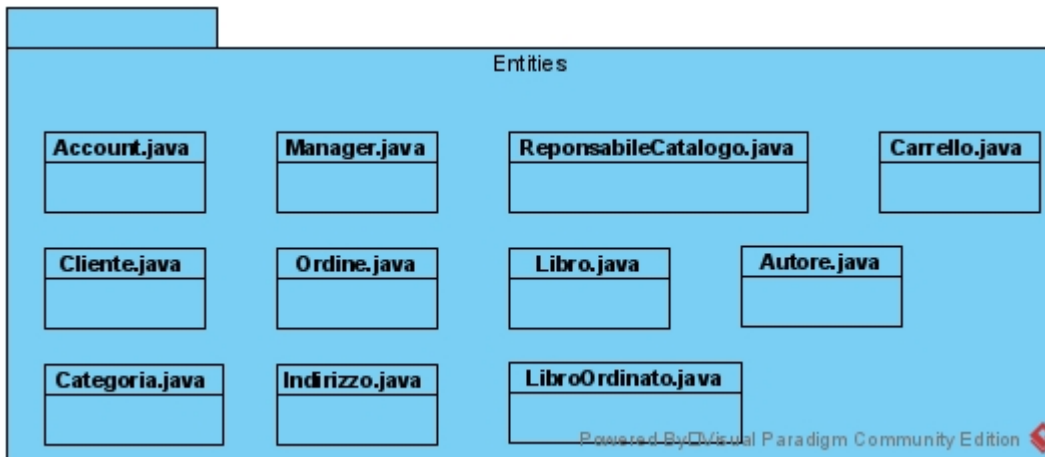 Entities
Account.java
Manager.java
ReponsabileCatalogo.java
Carrello.java
Cliente.java
Ordine.java
Libro.java
Autore.java
Categoria.java
Indirizzo.java
LibroOrdinato.java
Powered By□Visual Paradigm Community Edition